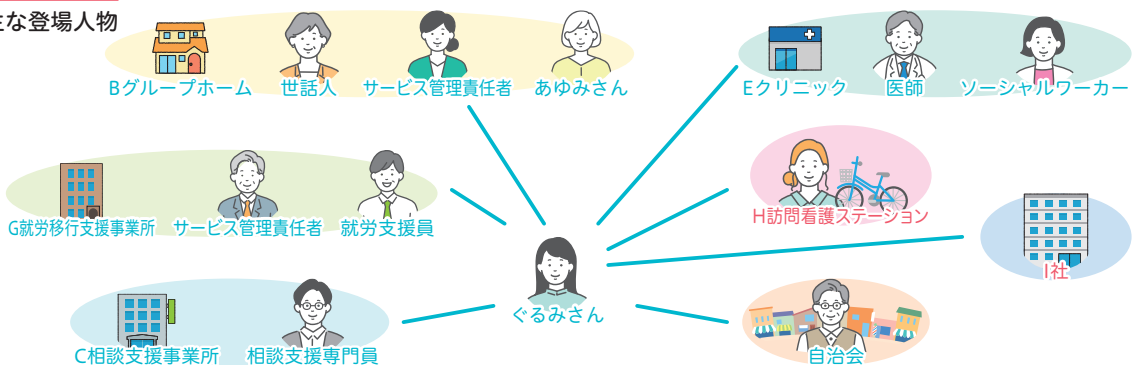 主な登場人物
Bグループホーム 世話人 サービス管理責任者 あゆみさん
Eクリニック 医師 ソーシャルワーカー
G就労移行支援事業所 サービス管理責任者 就労支援員
H訪問看護ステーション
I社
ぐるみさん
C相談支援事業所 相談支援専門員
自治会